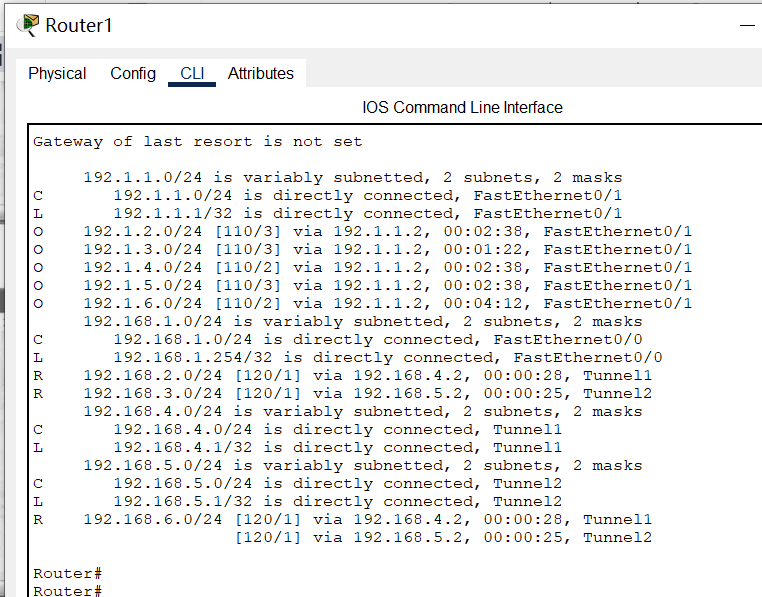 Router1
Physical Config CLI Attributes
IOS Command Line Interface
Gateway of last resort is not set
192.1.1.0/24 is variably subnetted, 2 subnets, 2 masks
C 192.1.1.0/24 is directly connected, FastEthernet0/1
L 192.1.1.1/32 is directly connected, FastEthernet0/1
O 192.1.2.0/24 [110/3] via 192.1.1.2, 00:02:38, FastEthernet0/1
O 192.1.3.0/24 [110/3] via 192.1.1.2, 00:01:22, FastEthernet0/1
O 192.1.4.0/24 [110/2] via 192.1.1.2, 00:02:38, FastEthernet0/1
O 192.1.5.0/24 [110/3] via 192.1.1.2, 00:02:38, FastEthernet0/1
O 192.1.6.0/24 [110/2] via 192.1.1.2, 00:04:12, FastEthernet0/1
192.168.1.0/24 is variably subnetted, 2 subnets, 2 masks
C 192.168.1.0/24 is directly connected, FastEthernet0/0
L 192.168.1.254/32 is directly connected, FastEthernet0/0
R 192.168.2.0/24 [120/1] via 192.168.4.2, 00:00:28, Tunnel1
R 192.168.3.0/24 [120/1] via 192.168.5.2, 00:00:25, Tunnel2
192.168.4.0/24 is variably subnetted, 2 subnets, 2 masks
C 192.168.4.0/24 is directly connected, Tunnel1
L 192.168.4.1/32 is directly connected, Tunnel1
192.168.5.0/24 is variably subnetted, 2 subnets, 2 masks
C 192.168.5.0/24 is directly connected, Tunnel2
L 192.168.5.1/32 is directly connected, Tunnel2
R 192.168.6.0/24 [120/1] via 192.168.4.2, 00:00:28, Tunnel1
[120/1] via 192.168.5.2, 00:00:25, Tunnel2
Router#
Router#